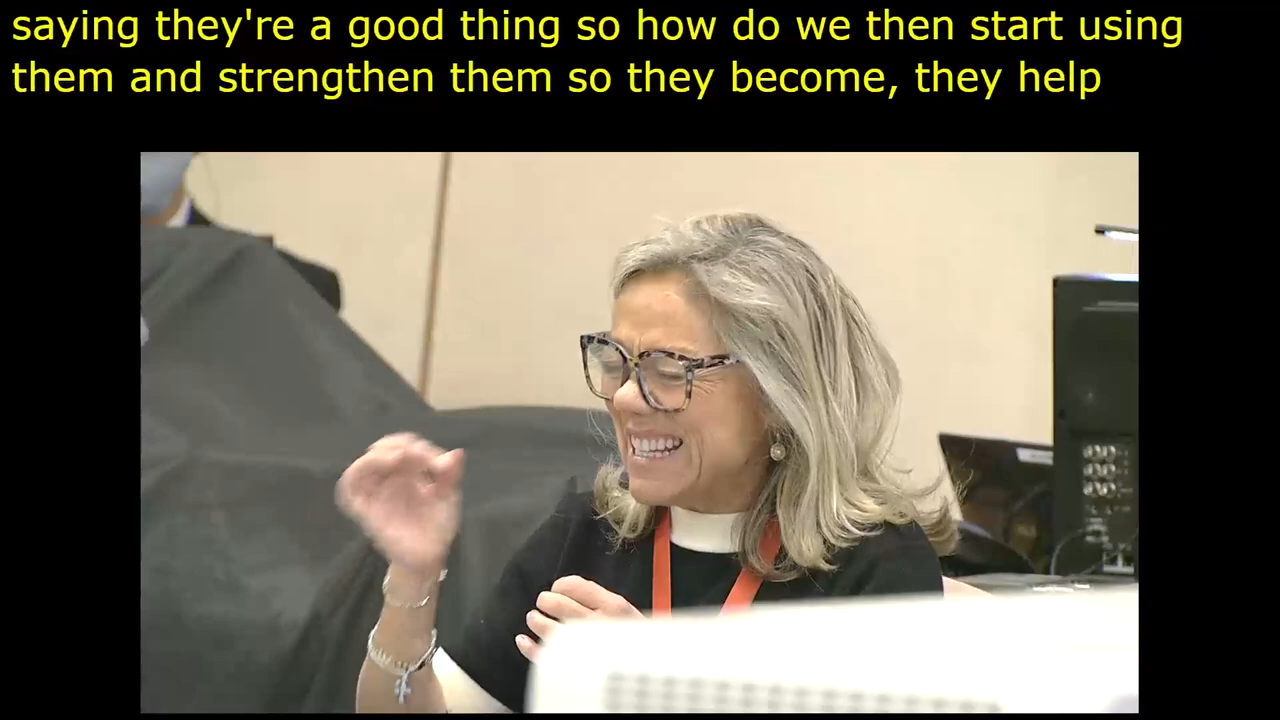 saying they're a good thing so how do we then start using
them and strengthen them so they become, they help